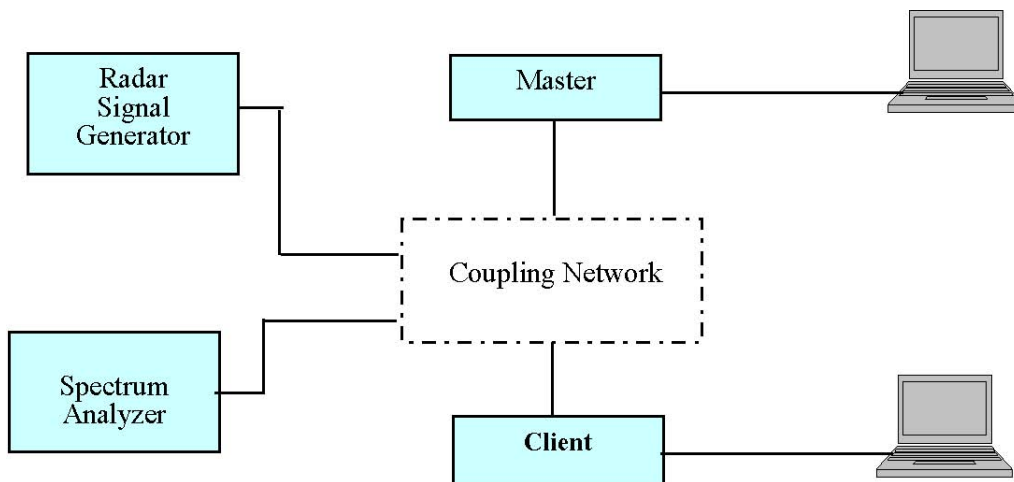 Radar
Signal
Generator
Master
Coupling Network
Spectrum
Analyzer
Client